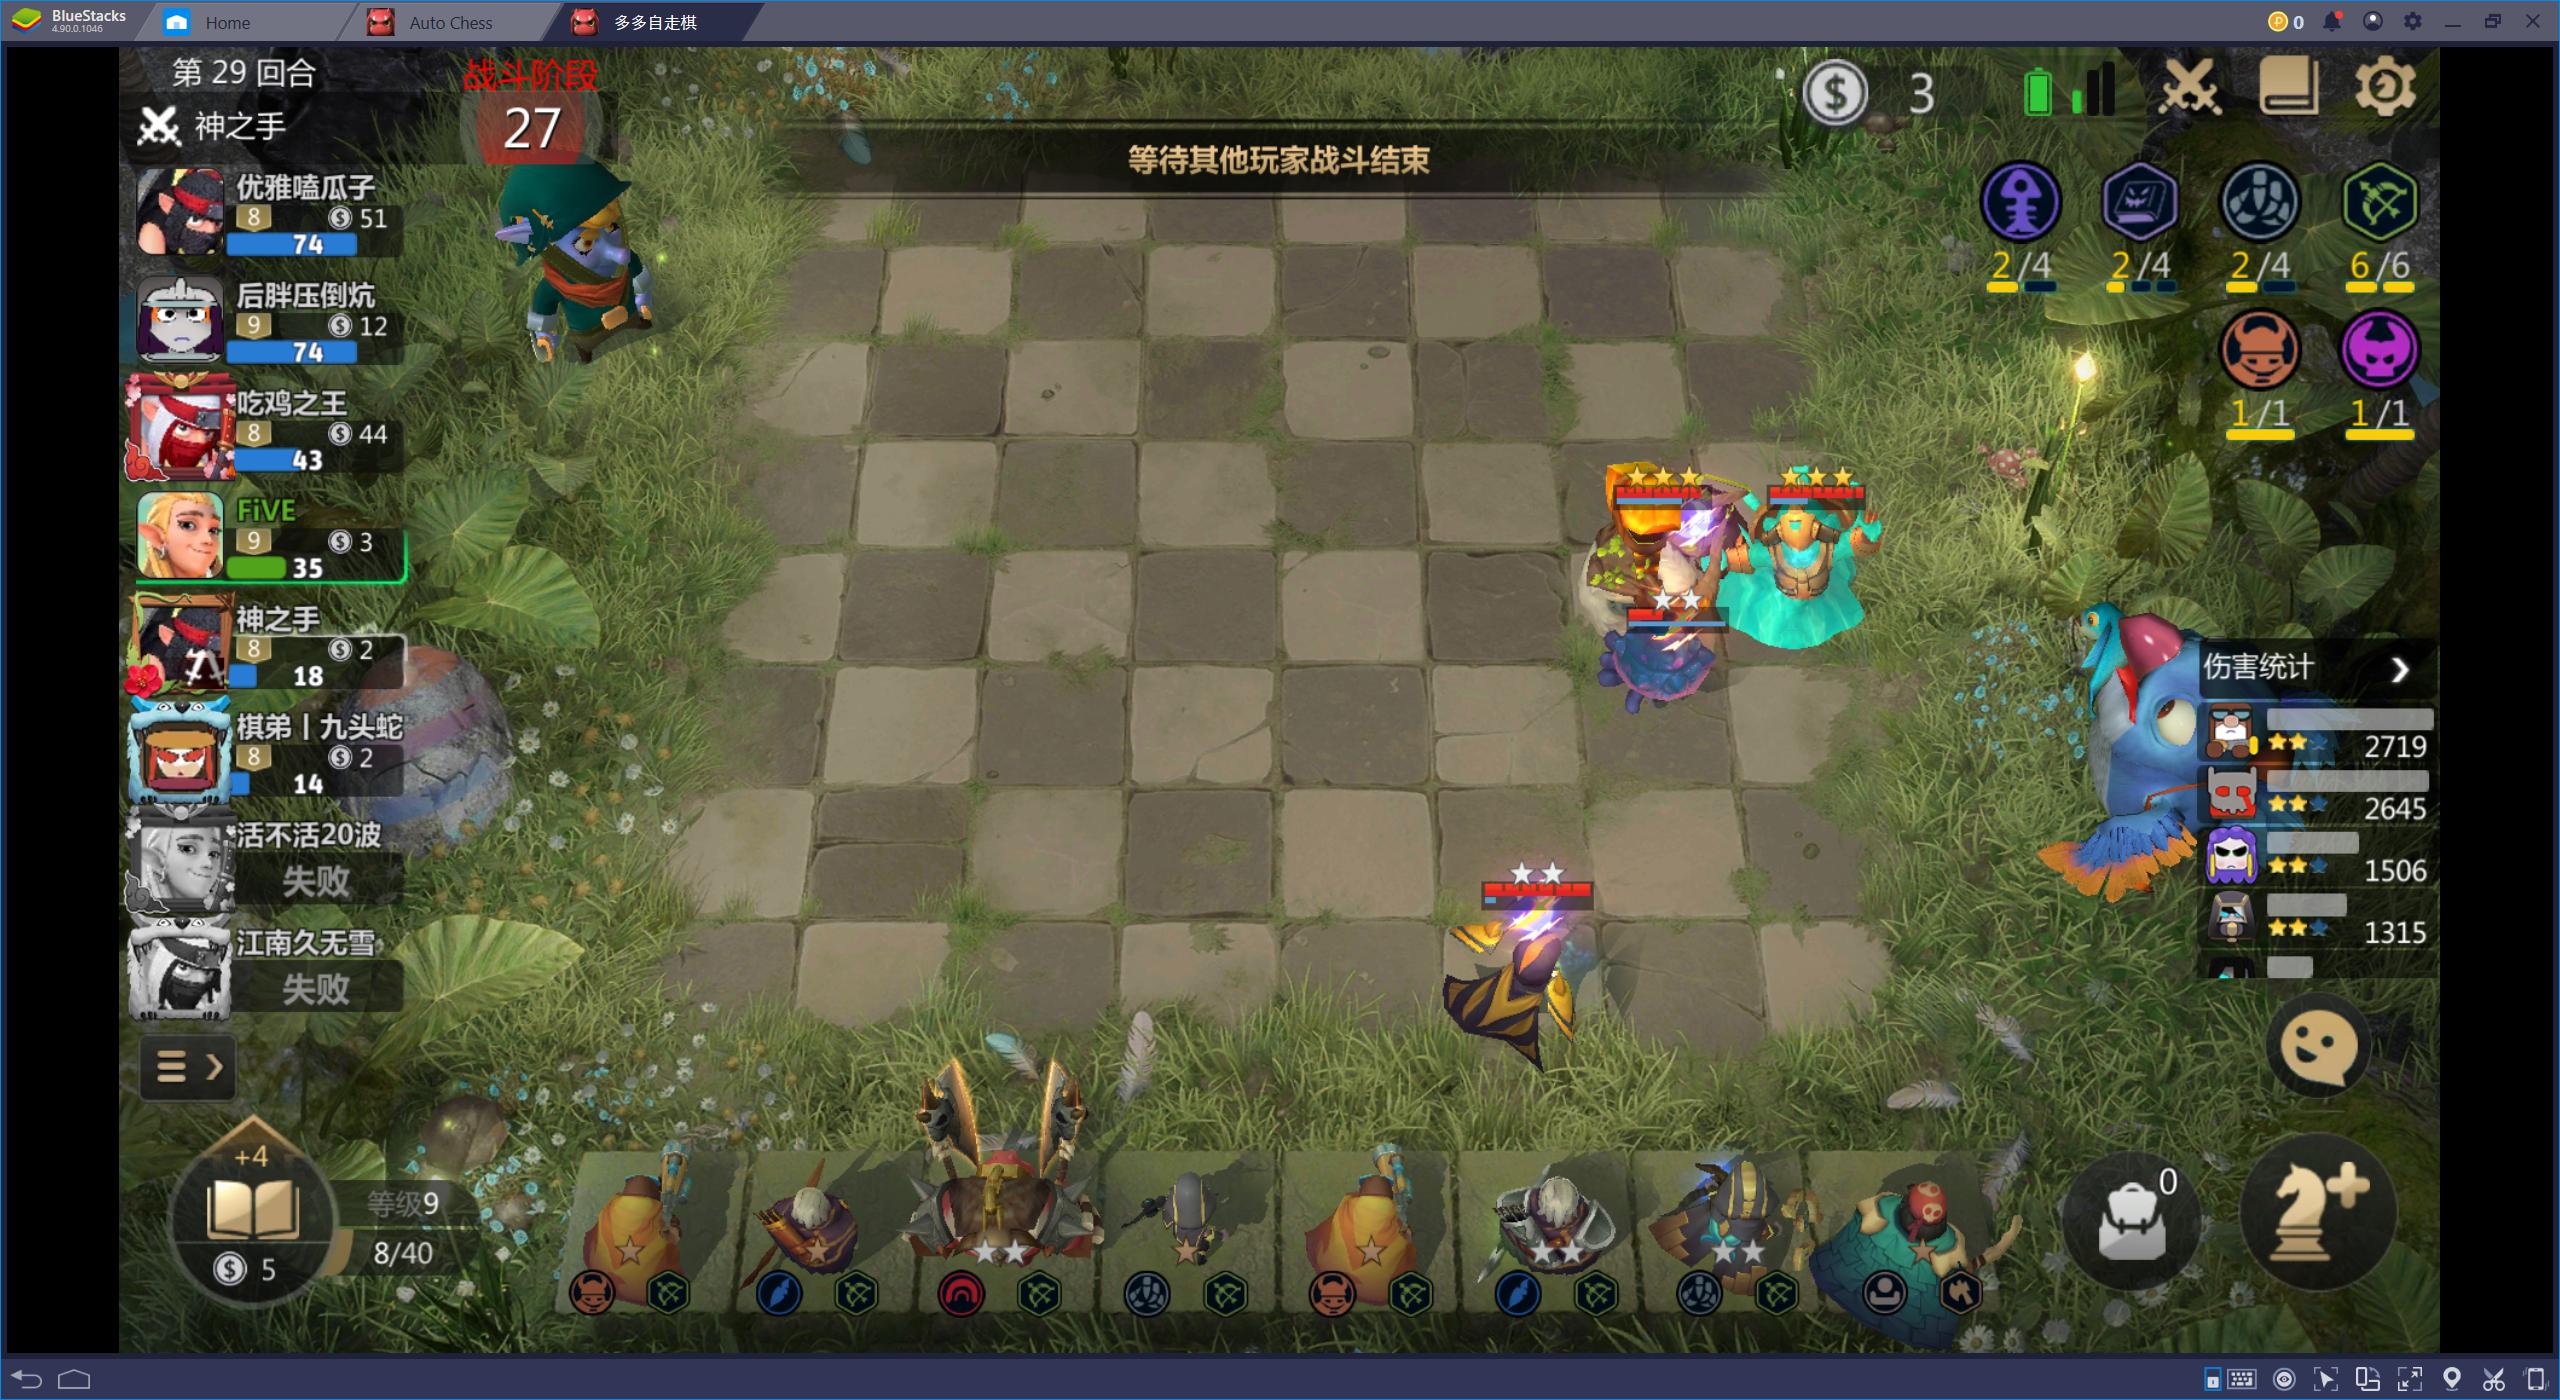 BlueStacks
4.90.0.1046
Home
Auto Chess
多多自走棋
0
第 29 回合
战斗阶段
神之手
27
等待其他玩家战斗结束
3
优雅嗑瓜子
8
51
74
后胖压倒炕
9
12
74
吃鸡之王
8
44
43
FiVE
9
3
35
神之手
8
2
18
棋弟丨九头蛇
8
2
14
活不活20波
失败
江南久无雪
失败
2/4
2/4
2/4
6/6
1/1
1/1
伤害统计
2719
2645
1506
1315
+4
等级9
8/40
5
0